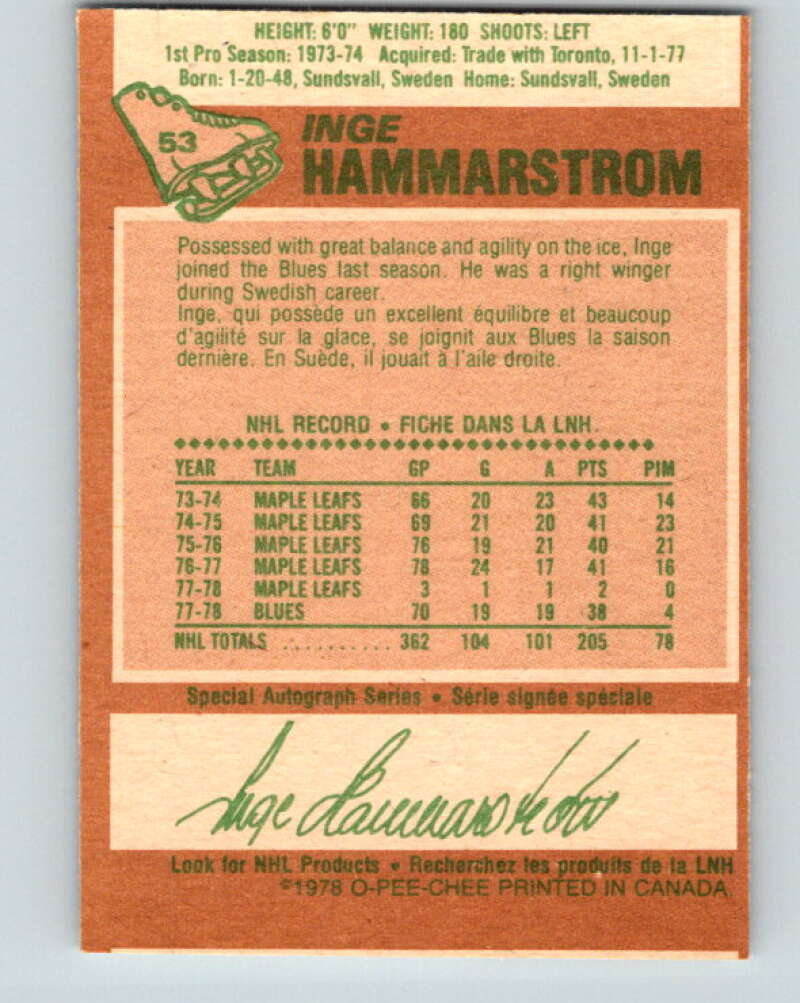 HEIGHT: 6'0" WEIGHT: 180 SHOOTS: LEFT
1st Pro Season: 1973-74 Acquired: Trade with Toronto, 11-1-77
Born: 1-20-48, Sundsvall, Sweden Home: Sundsvall, Sweden
53
INGE
HAMMARSTROM
Possessed with great balance and agility on the ice, Inge
joined the Blues last season. He was a right winger
during Swedish career.
Inge, qui possède un excellent équilibre et beaucoup
d'agilité sur la glace, se joignit aux Blues la saison
dernière. En Suède, il jouait à l'aile droite.
NHL RECORD • FICHE DANS LA LNH
YEAR TEAM GP G A PTS PIM
73-74 MAPLE LEAFS 66 20 23 43 14
74-75 MAPLE LEAFS 69 21 20 41 23
75-76 MAPLE LEAFS 76 19 21 40 21
76-77 MAPLE LEAFS 78 24 17 41 16
77-78 MAPLE LEAFS 3 1 1 2 0
77-78 BLUES 70 19 19 38 4
NHL TOTALS .......... 362 104 101 205 78
Special Autograph Series • Série signée spéciale
Inge Hammarström
Look for NHL Products • Recherchez les produits de la LNH
©1978 O-PEE-CHEE PRINTED IN CANADA